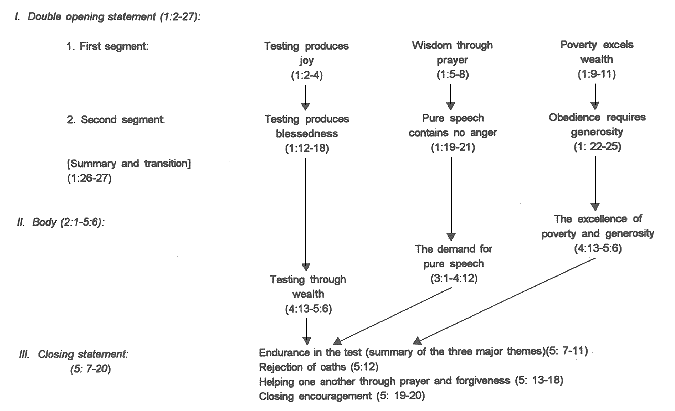 I. Double opening statement (1:2-27):
1. First segment:
Testing produces
joy
(1:2-4)
Wisdom through
prayer
(1:5-8)
Poverty excels
wealth
(1:9-11)
2. Second segment
Testing produces
blessedness
(1:12-18)
Pure speech
contains no anger
(1:19-21)
Obedience requires
generosity
(1: 22-25)
[Summary and transition]
(1:26-27)
II. Body (2:1-5:6):
The excellence of
poverty and generosity
(4:13-5:6)
The demand for
pure speech
(3:1-4:12)
Testing through
wealth
(4:13-5:6)
III. Closing statement:
(5: 7-20)
Endurance in the test (summary of the three major themes)(5: 7-11)
Rejection of oaths (5:12)
Helping one another through prayer and forgiveness (5: 13-18)
Closing encouragement (5: 19-20)